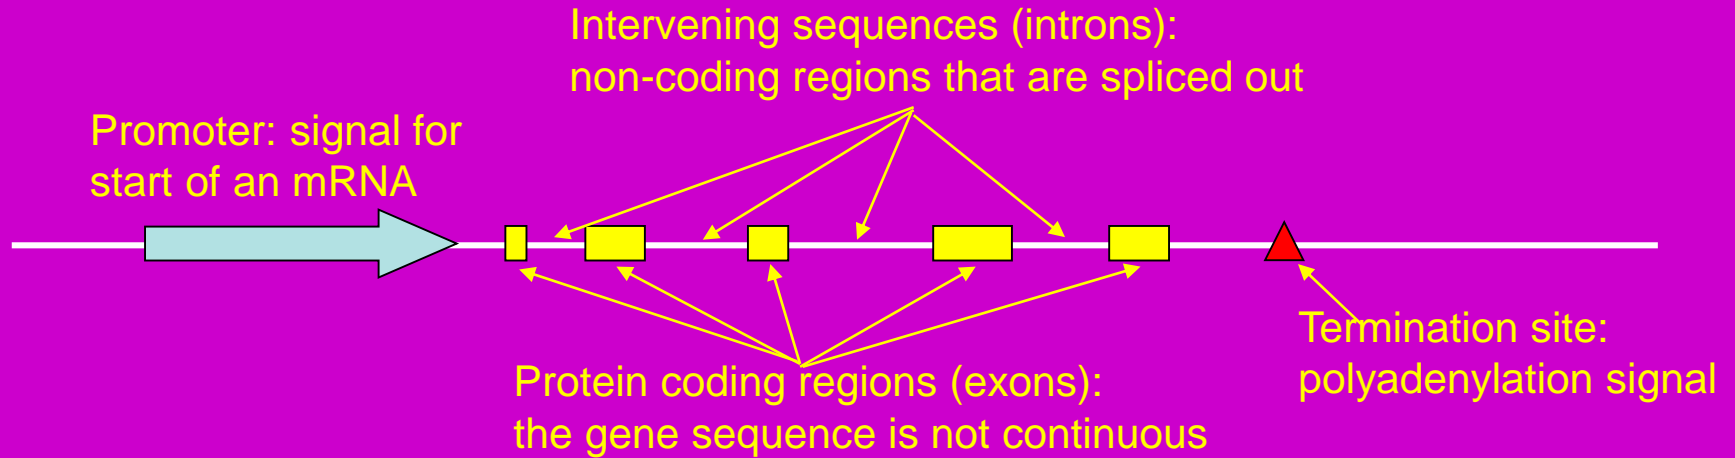 Intervening sequences (introns):
non-coding regions that are spliced out
Promoter: signal for
start of an mRNA
Termination site:
polyadenylation signal
Protein coding regions (exons):
the gene sequence is not continuous